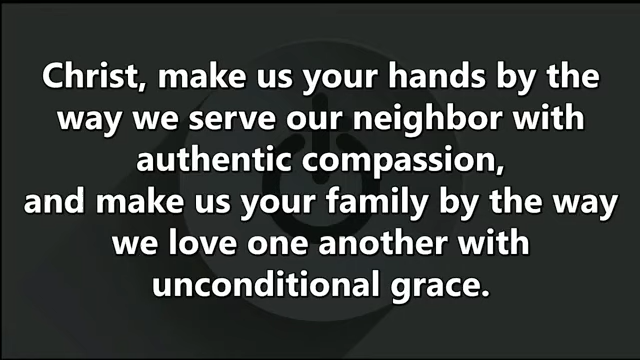 Christ, make us your hands by the
way we serve our neighbor with
authentic compassion,
and make us your family by the way
we love one another with
unconditional grace.